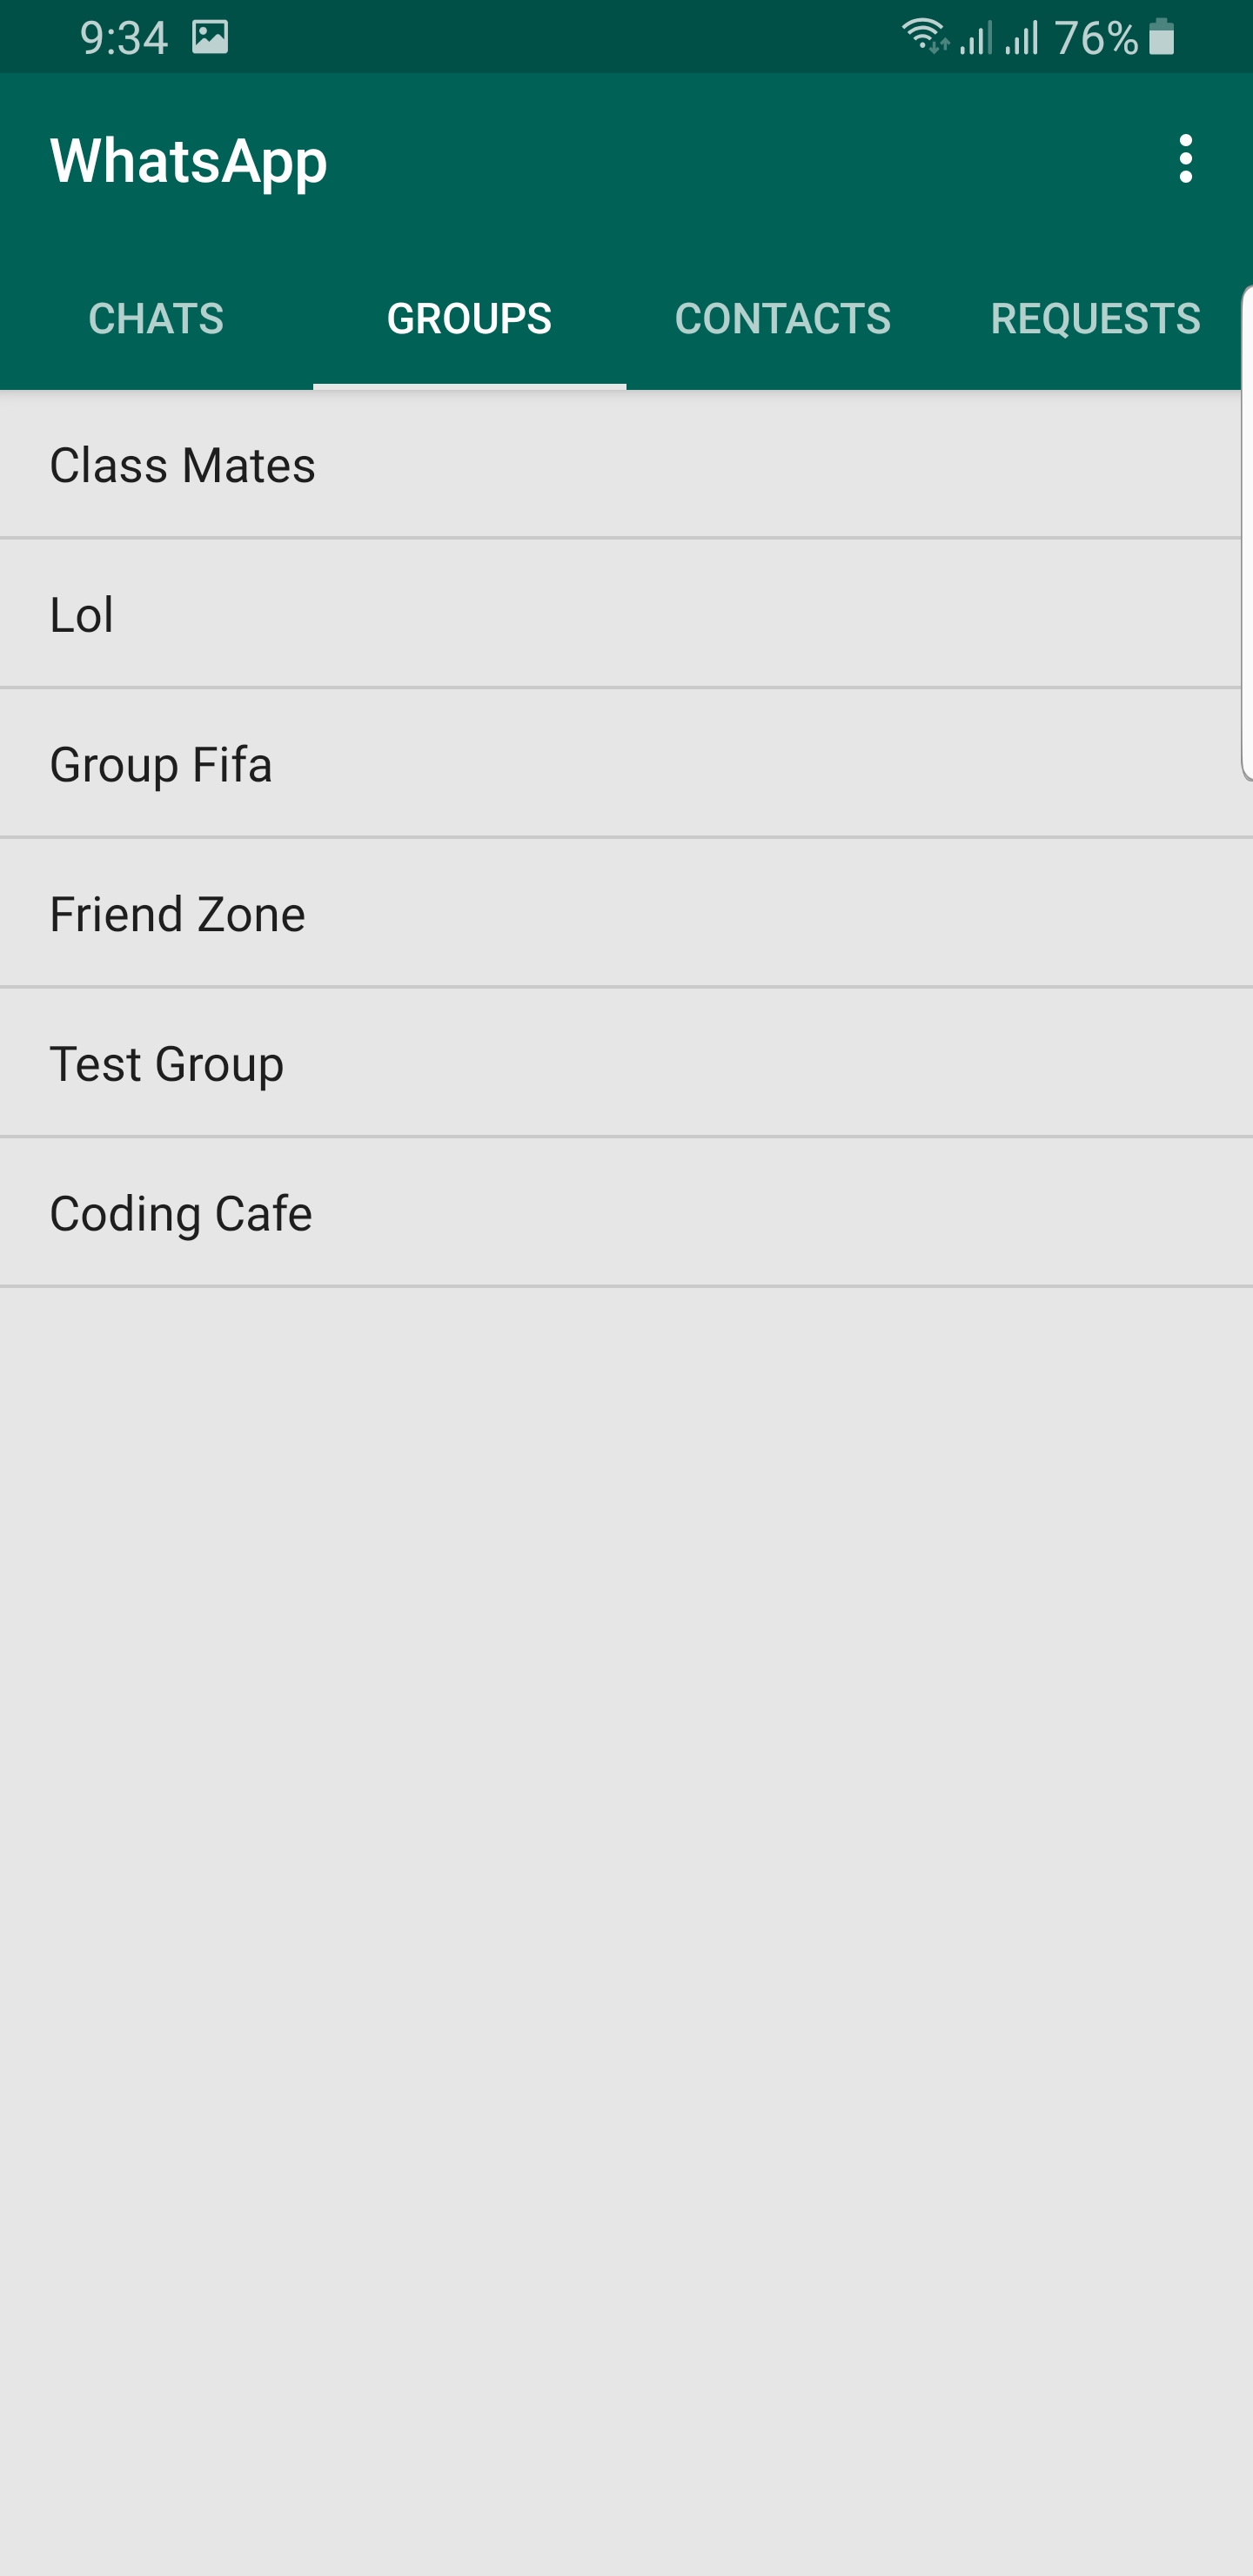 9:34 76%
WhatsApp
CHATS GROUPS CONTACTS REQUESTS
Class Mates
Lol
Group Fifa
Friend Zone
Test Group
Coding Cafe